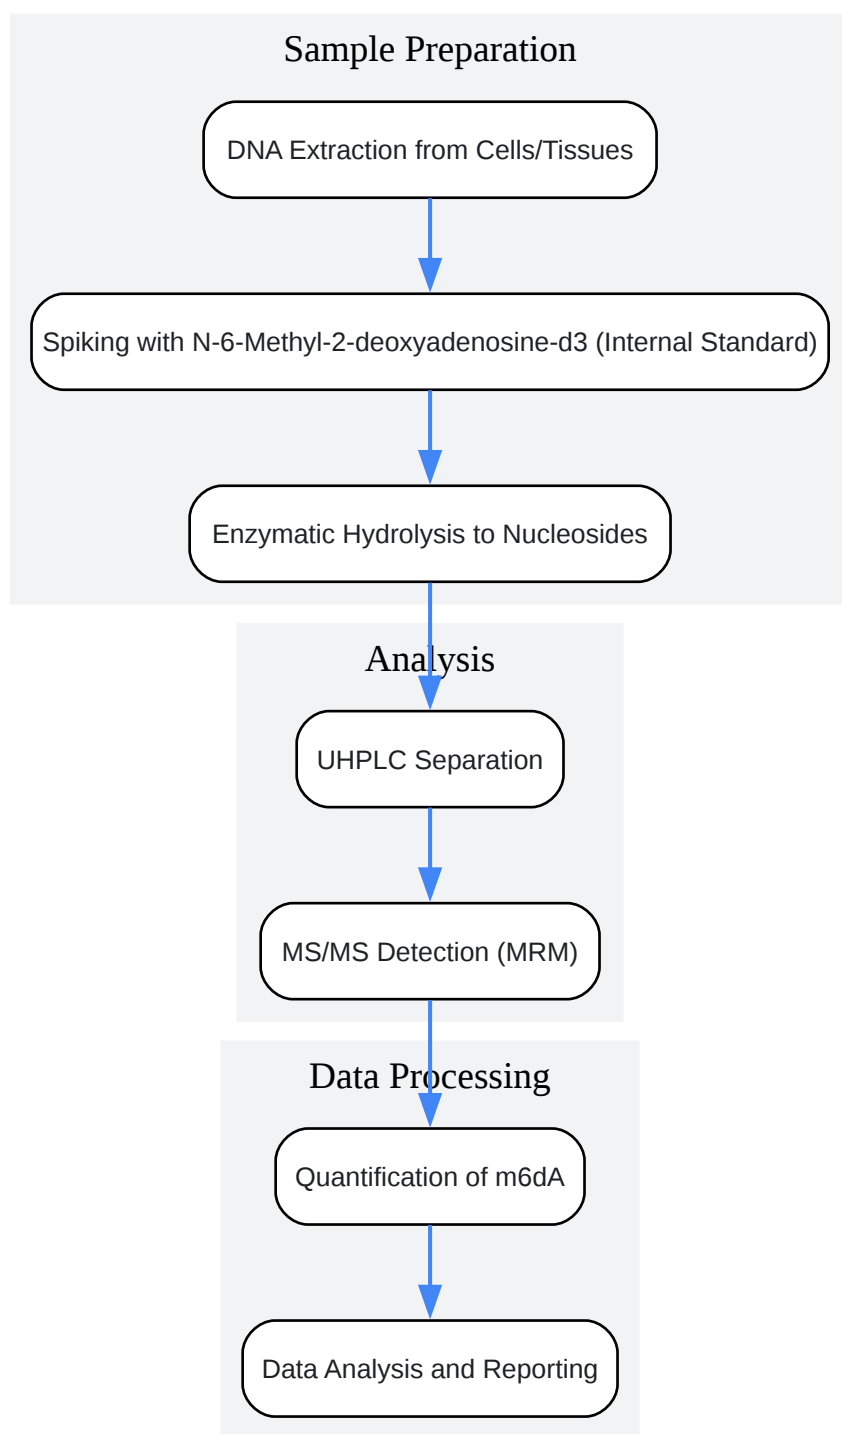 Sample Preparation
DNA Extraction from Cells/Tissues
Spiking with N-6-Methyl-2-deoxyadenosine-d3 (Internal Standard)
Enzymatic Hydrolysis to Nucleosides
Analysis
UHPLC Separation
MS/MS Detection (MRM)
Data Processing
Quantification of m6dA
Data Analysis and Reporting